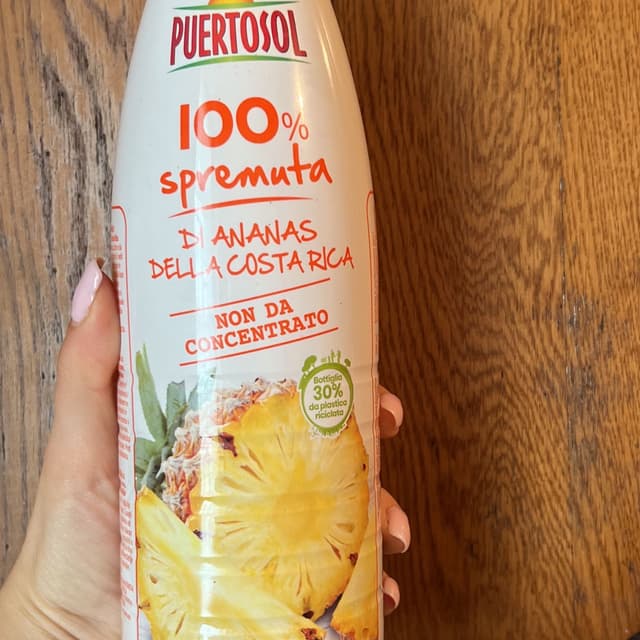 PUERTOSOL
100%
spremuta
DI ANANAS
DELLA COSTA RICA
NON DA
CONCENTRATO
Bottiglia
30%
da plastica
riciclata